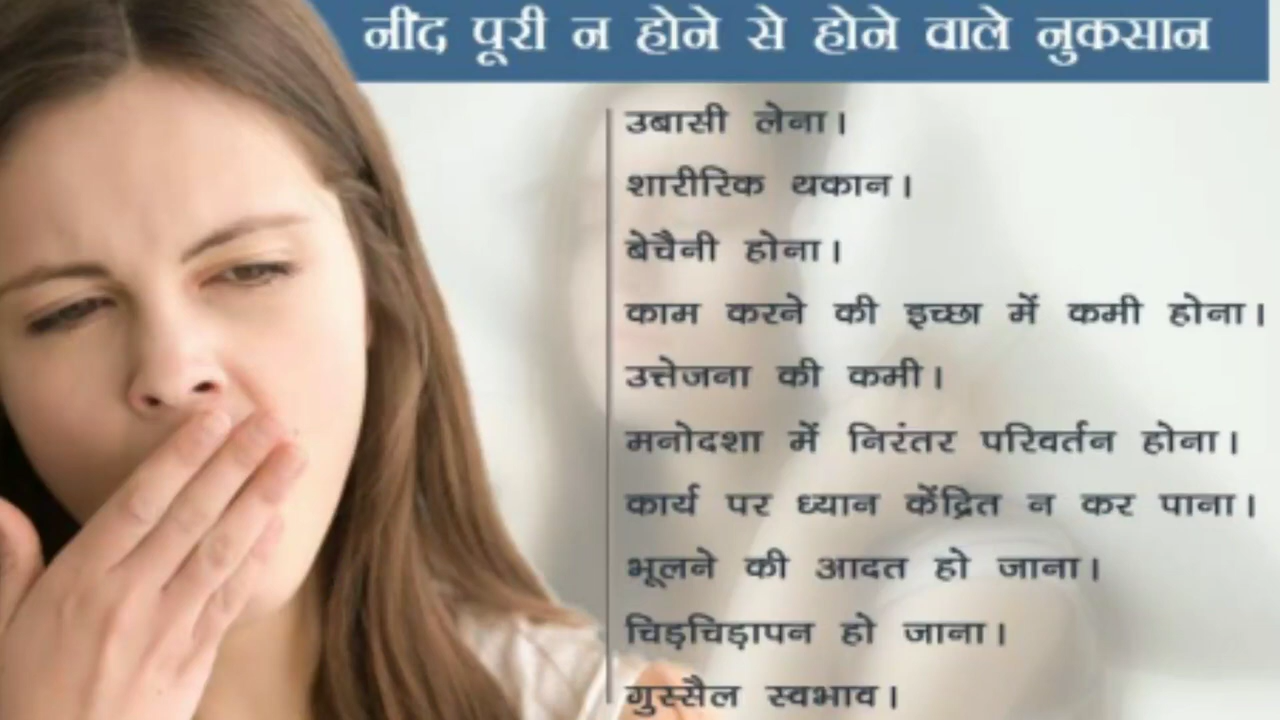 नींद पूरी न होने से होने वाले नुकसान
उबासी लेना।
शारीरिक थकान।
बेचैनी होना।
काम करने की इच्छा में कमी होना।
उत्तेजना की कमी।
मनोदशा में निरंतर परिवर्तन होना।
कार्य पर ध्यान केंद्रित न कर पाना।
भूलने की आदत हो जाना।
चिड़चिड़ापन हो जाना।
गुस्सैल स्वभाव।